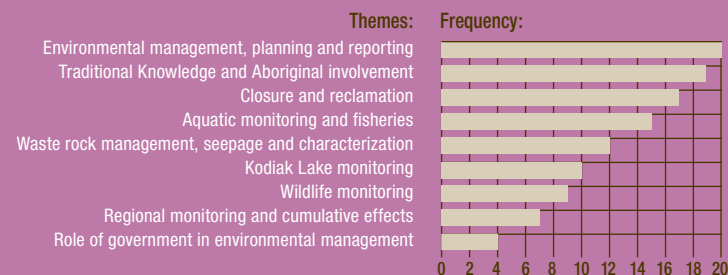 Themes: Frequency:
Environmental management, planning and reporting
Traditional Knowledge and Aboriginal involvement
Closure and reclamation
Aquatic monitoring and fisheries
Waste rock management, seepage and characterization
Kodiak Lake monitoring
Wildlife monitoring
Regional monitoring and cumulative effects
Role of government in environmental management
0 2 4 6 8 10 12 14 16 18 20